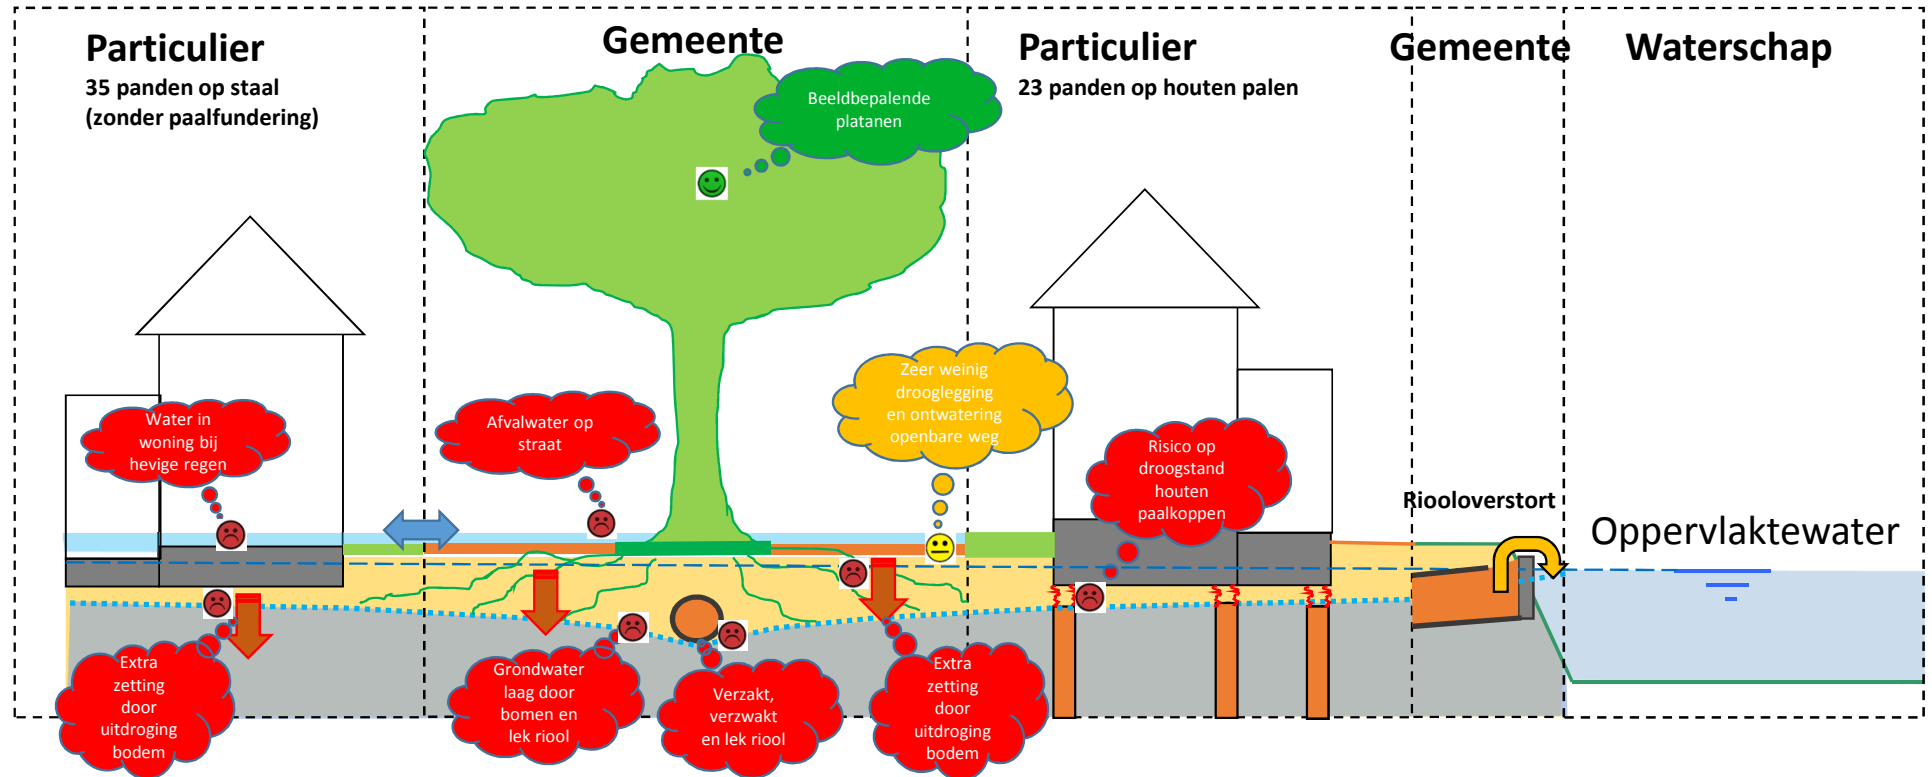 Particulier
35 panden op staal
(zonder paalfundering)
Gemeente
Particulier
23 panden op houten palen
Gemeente
Waterschap
Beeldbepalende
platanen
Water in
woning bij
hevige regen
Afvalwater op
straat
Zeer weinig
drooglegging
en ontwatering
openbare weg
Risico op
droogstand
houten
paalkoppen
Riooloverstort
Oppervlaktewater
Extra
zetting
door
uitdroging
bodem
Grondwater
laag door
bomen en
lek riool
Verzakt,
verzwakt
en lek riool
Extra
zetting
door
uitdroging
bodem